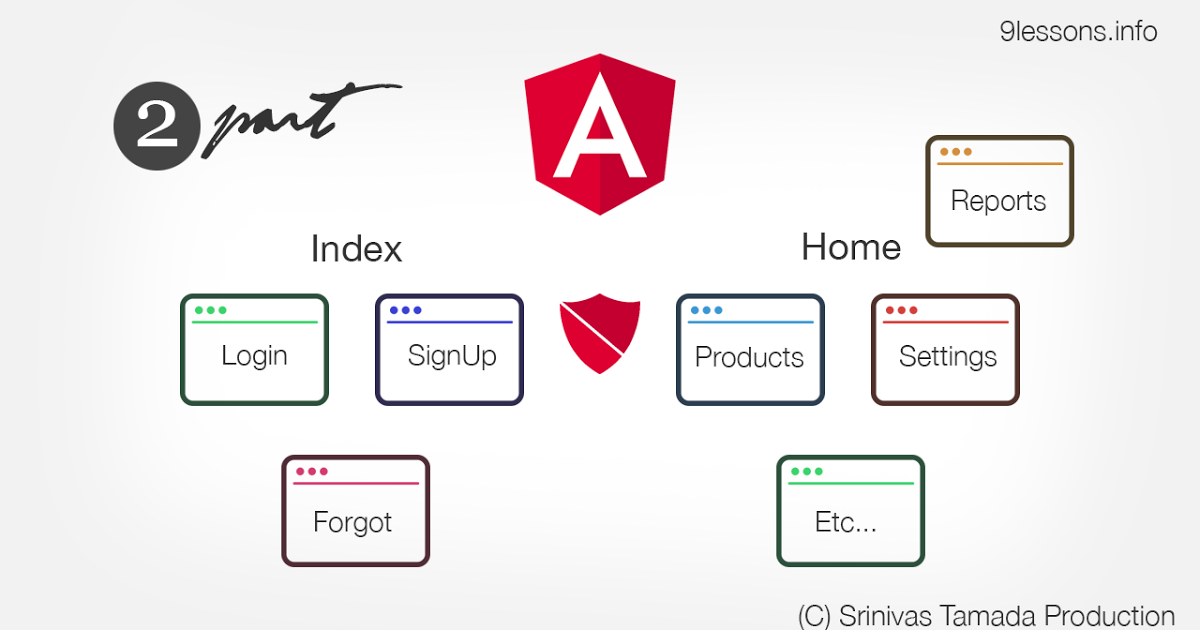 9lessons.info
2 part
A
Reports
Index
Home
Login
SignUp
Products
Settings
Forgot
Etc...
(C) Srinivas Tamada Production